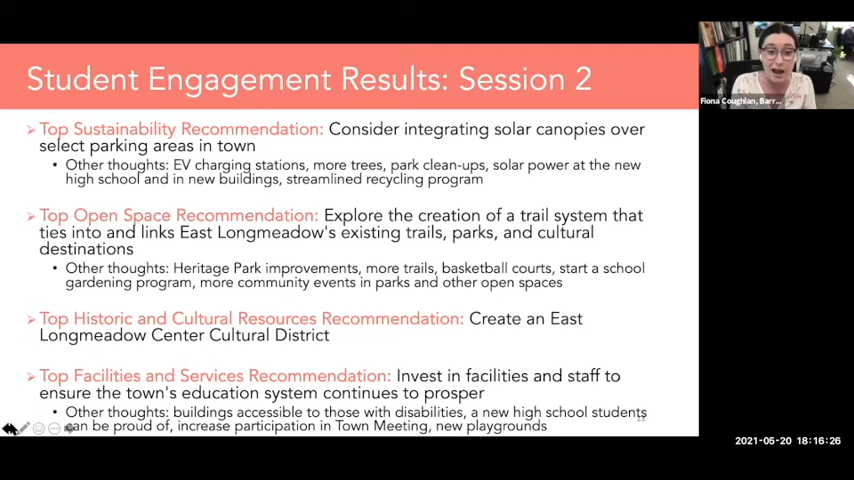 Student Engagement Results: Session 2
Fiona Coughlan, Barr...
➢ Top Sustainability Recommendation: Consider integrating solar canopies over
select parking areas in town
• Other thoughts: EV charging stations, more trees, park clean-ups, solar power at the new
high school and in new buildings, streamlined recycling program
➢ Top Open Space Recommendation: Explore the creation of a trail system that
ties into and links East Longmeadow's existing trails, parks, and cultural
destinations
• Other thoughts: Heritage Park improvements, more trails, basketball courts, start a school
gardening program, more community events in parks and other open spaces
➢ Top Historic and Cultural Resources Recommendation: Create an East
Longmeadow Center Cultural District
➢ Top Facilities and Services Recommendation: Invest in facilities and staff to
ensure the town's education system continues to prosper
• Other thoughts: buildings accessible to those with disabilities, a new high school students
can be proud of, increase participation in Town Meeting, new playgrounds
2021-05-20 18:16:26